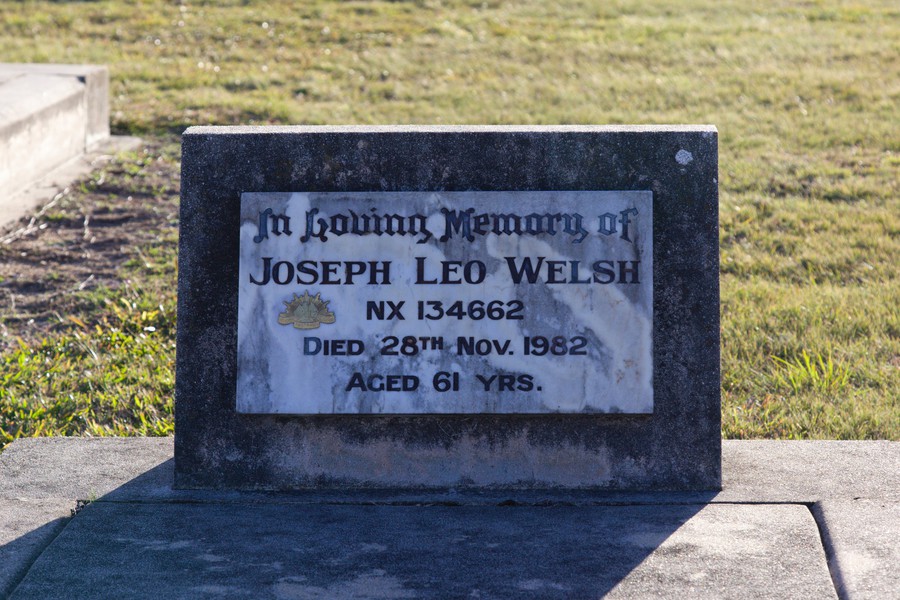 In Loving Memory of
JOSEPH LEO WELSH
NX 134662
DIED 28TH NOV. 1982
AGED 61 YRS.